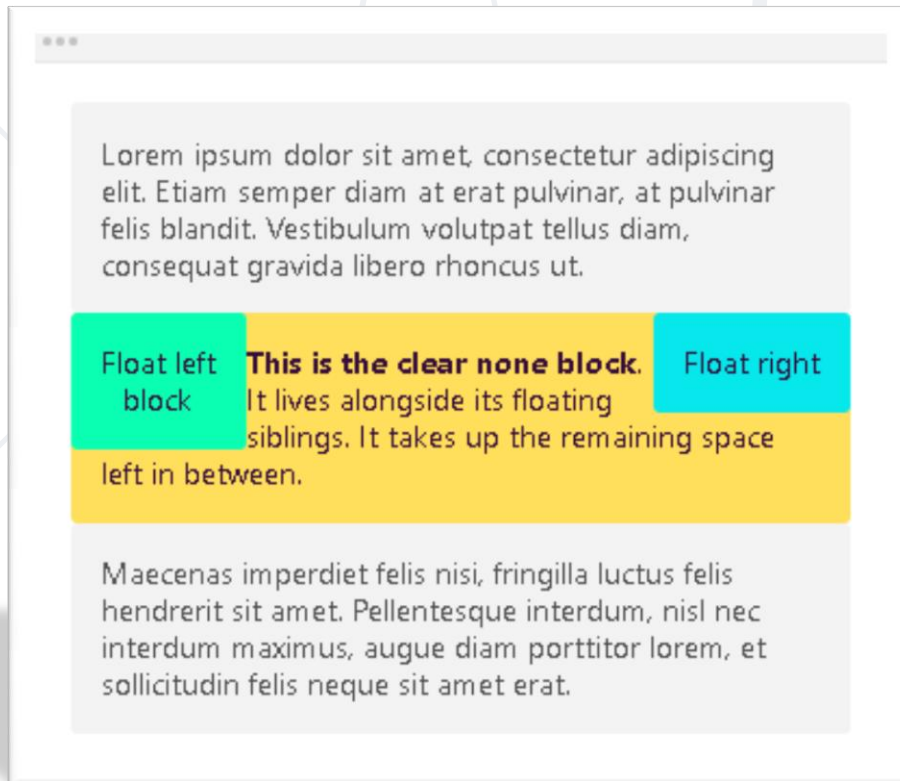 Lorem ipsum dolor sit amet, consectetur adipiscing
elit. Etiam semper diam at erat pulvinar, at pulvinar
felis blandit. Vestibulum volutpat tellus diam,
consequat gravida libero rhoncus ut.
Float left
block
This is the clear none block.
It lives alongside its floating
siblings. It takes up the remaining space
left in between.
Float right
Maecenas imperdiet felis nisi, fringilla luctus felis
hendrerit sit amet. Pellentesque interdum, nisl nec
interdum maximus, augue diam porttitor lorem, et
sollicitudin felis neque sit amet erat.